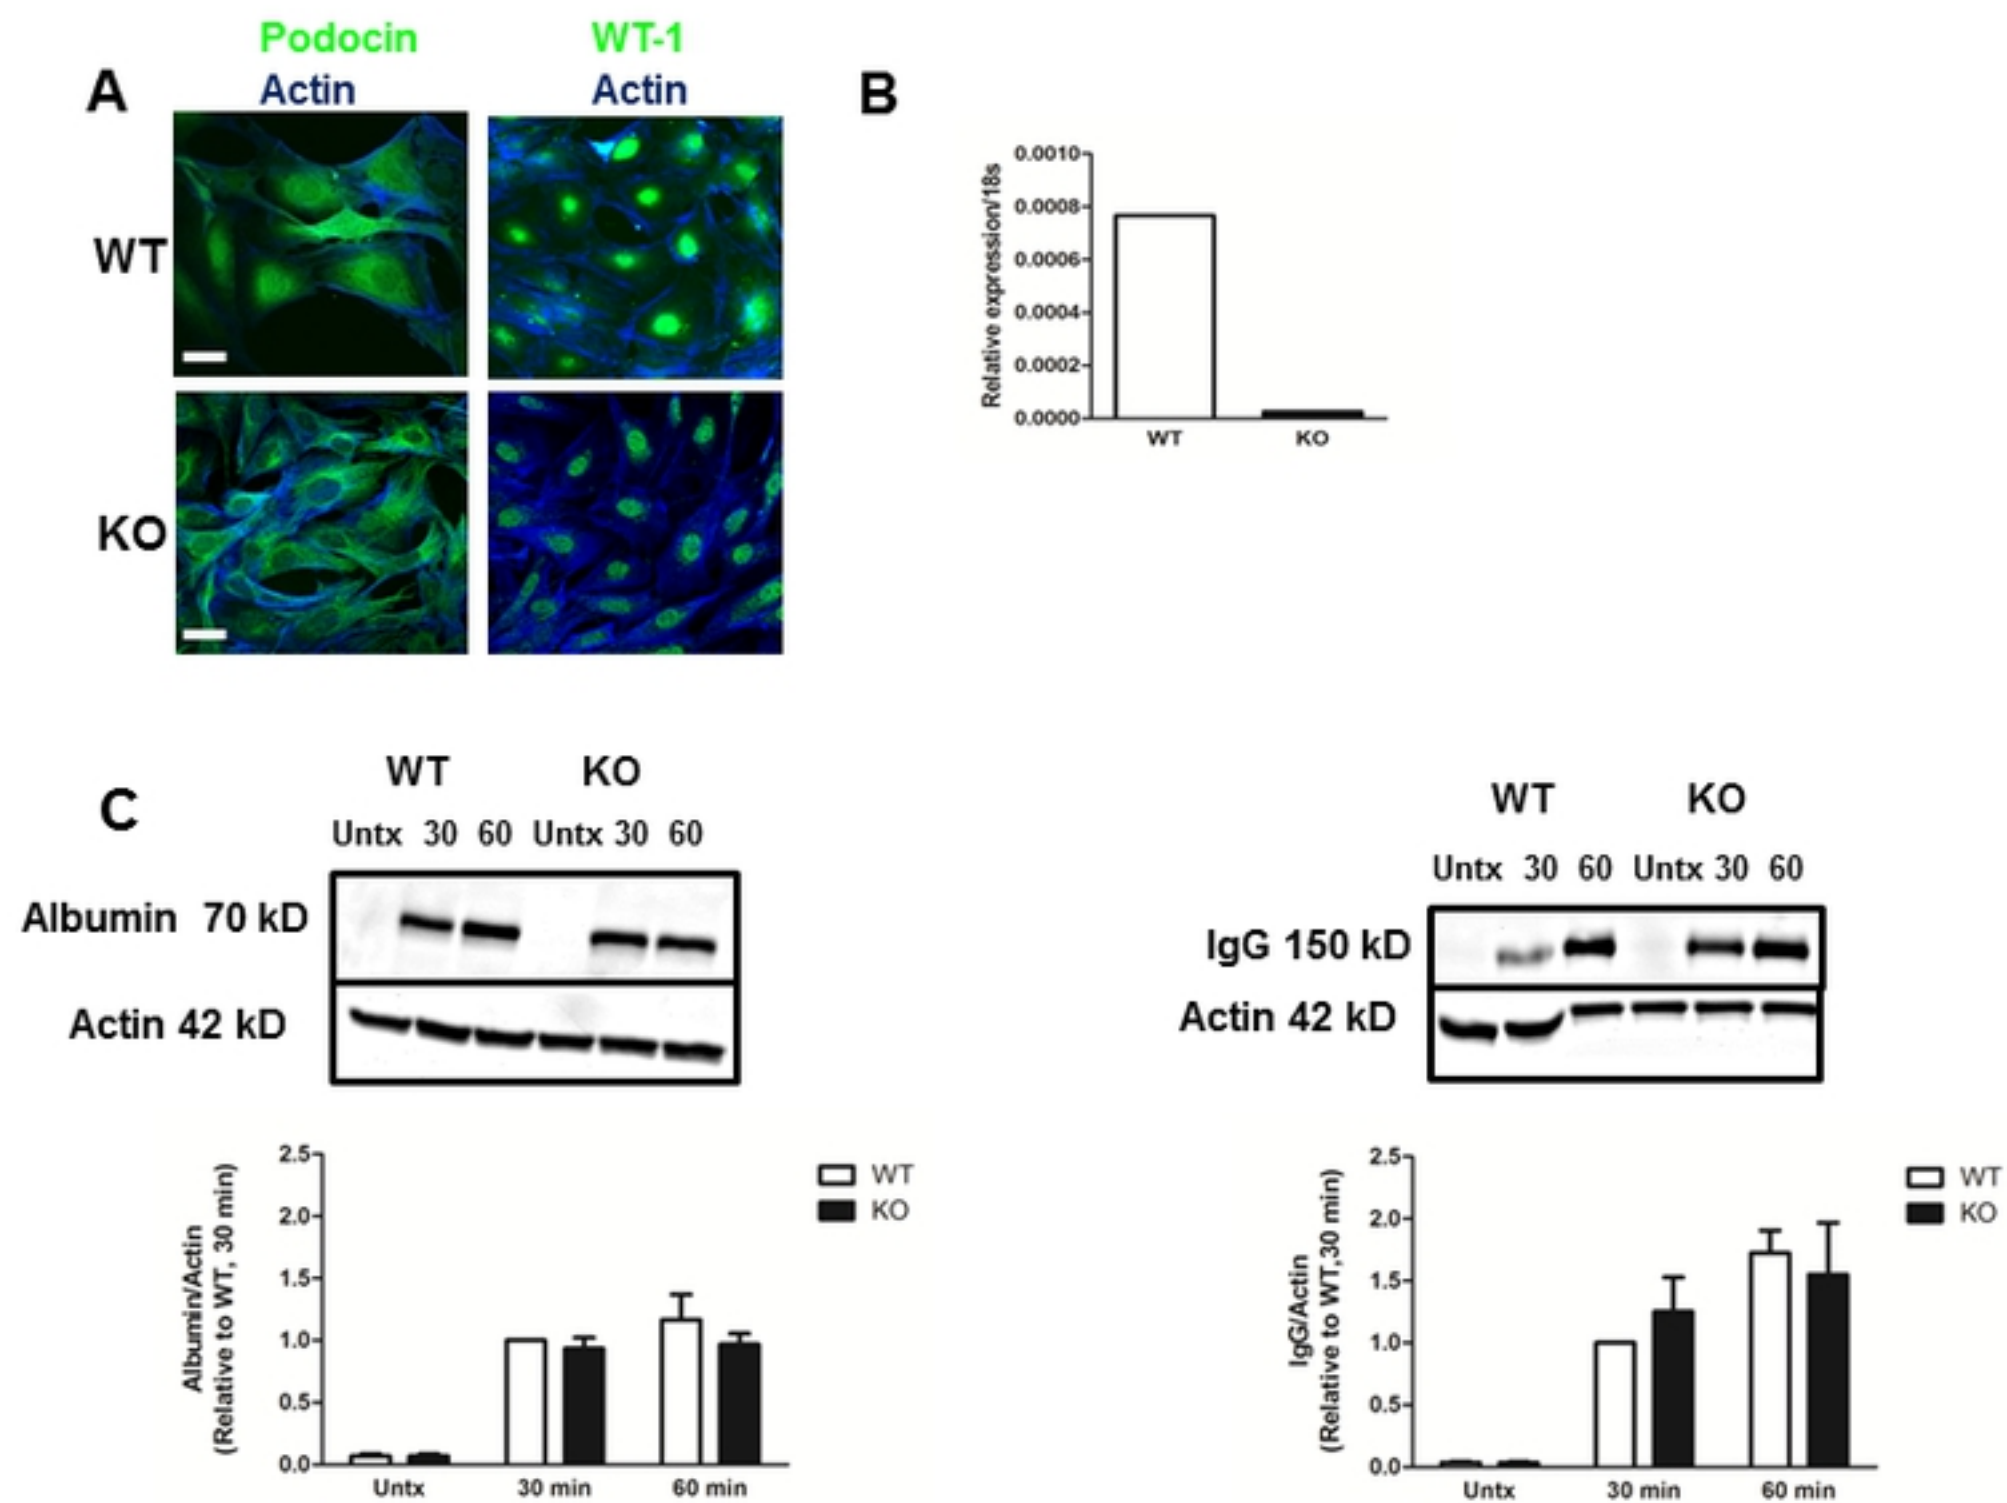 Podocin WT-1
A Actin Actin B
WT
KO
Relative expression/18s
0.0010
0.0008
0.0006
0.0004
0.0002
0.0000
WT KO
C
WT KO
Untx 30 60 Untx 30 60
Albumin 70 kD
Actin 42 kD
Albumin/Actin
(Relative to WT, 30 min)
2.5
2.0
1.5
1.0
0.5
0.0
Untx 30 min 60 min
WT
KO
WT KO
Untx 30 60 Untx 30 60
IgG 150 kD
Actin 42 kD
IgG/Actin
(Relative to WT,30 min)
2.5
2.0
1.5
1.0
0.5
0.0
Untx 30 min 60 min
WT
KO